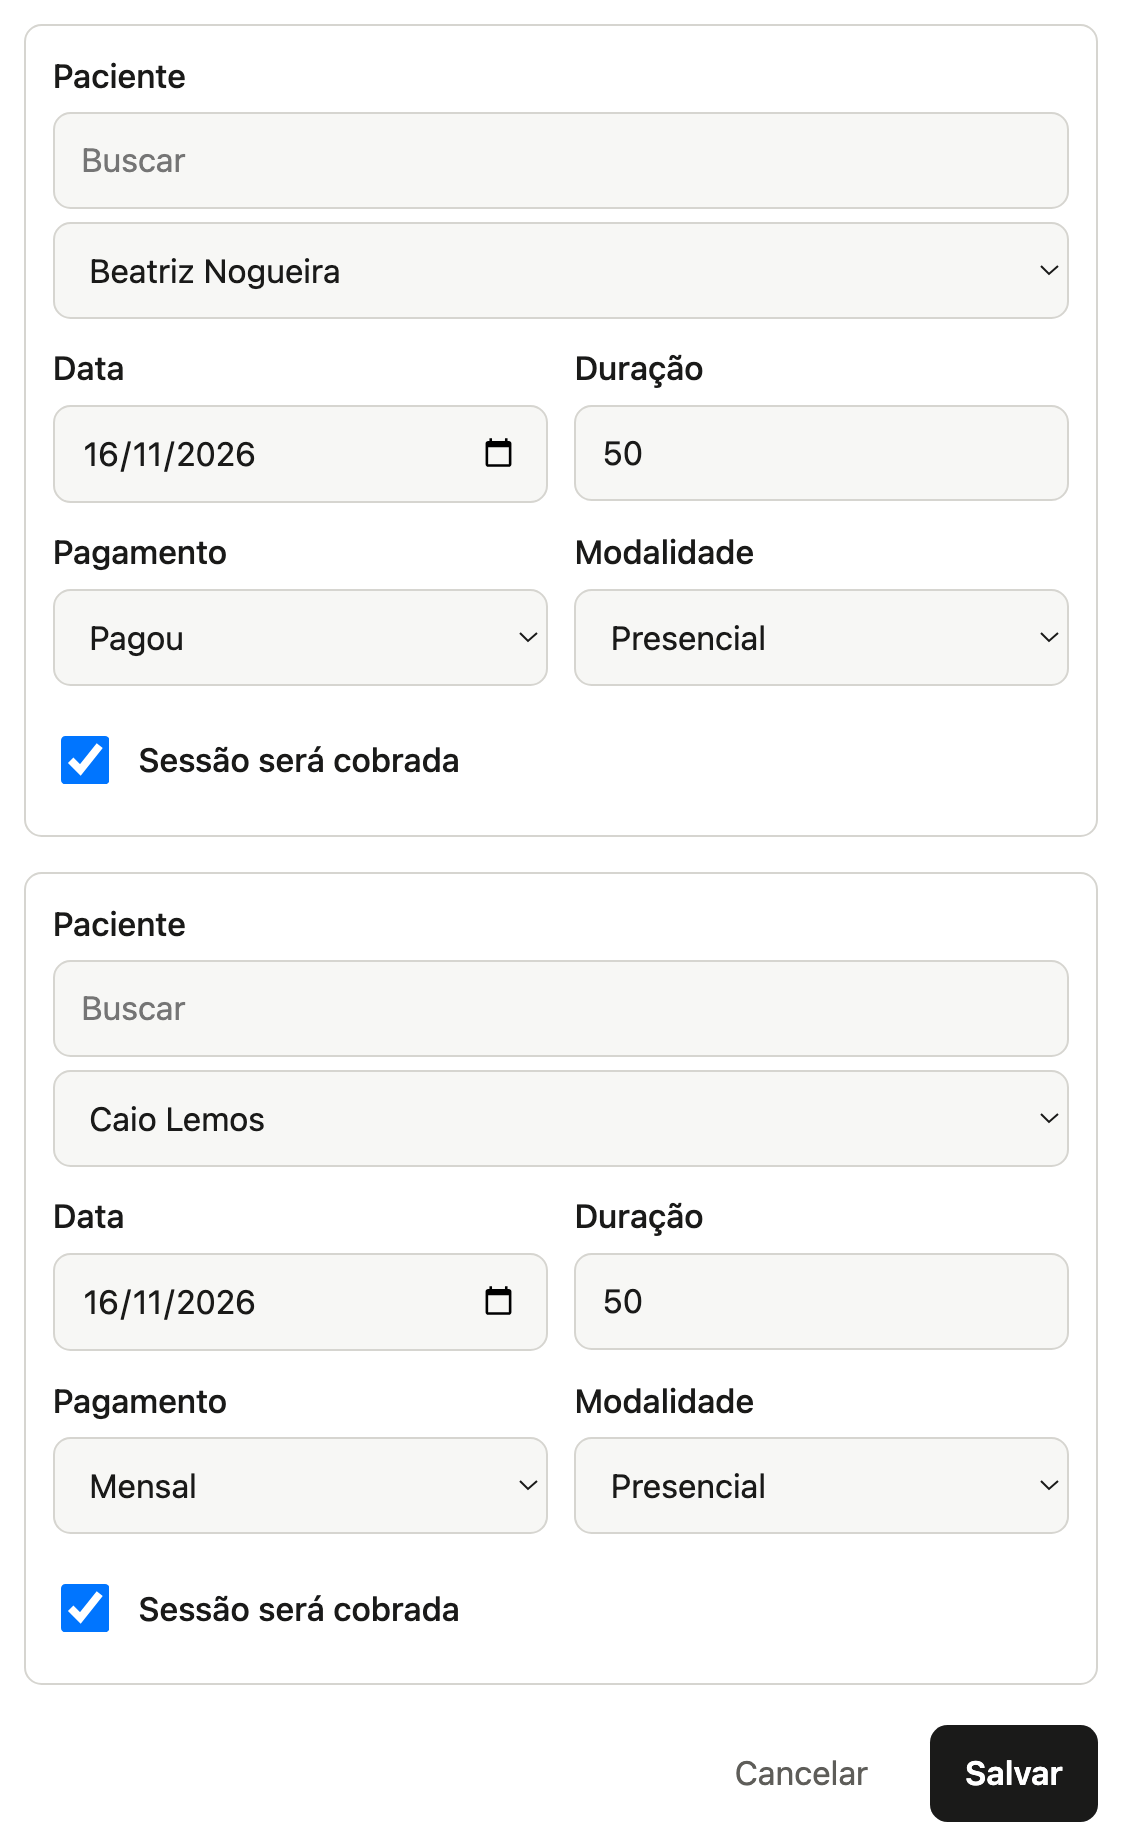 Paciente
Buscar
Beatriz Nogueira
Data Duração
16/11/2026 50
Pagamento Modalidade
Pagou Presencial
Sessão será cobrada
Paciente
Buscar
Caio Lemos
Data Duração
16/11/2026 50
Pagamento Modalidade
Mensal Presencial
Sessão será cobrada
Cancelar Salvar